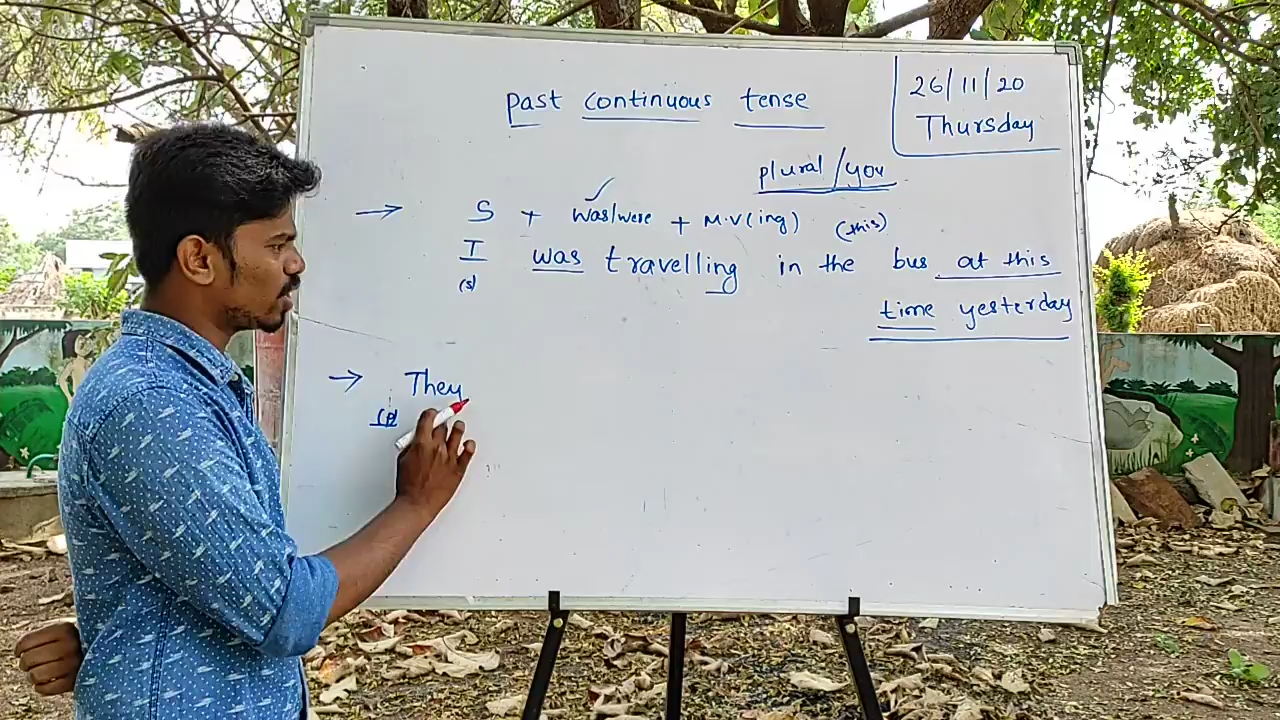 past continuous tense
26/11/20
Thursday
plural/you
→ S + was/were + M.V(ing) (this)
I was travelling in the bus at this
(s)
time yesterday
→ They
(p)